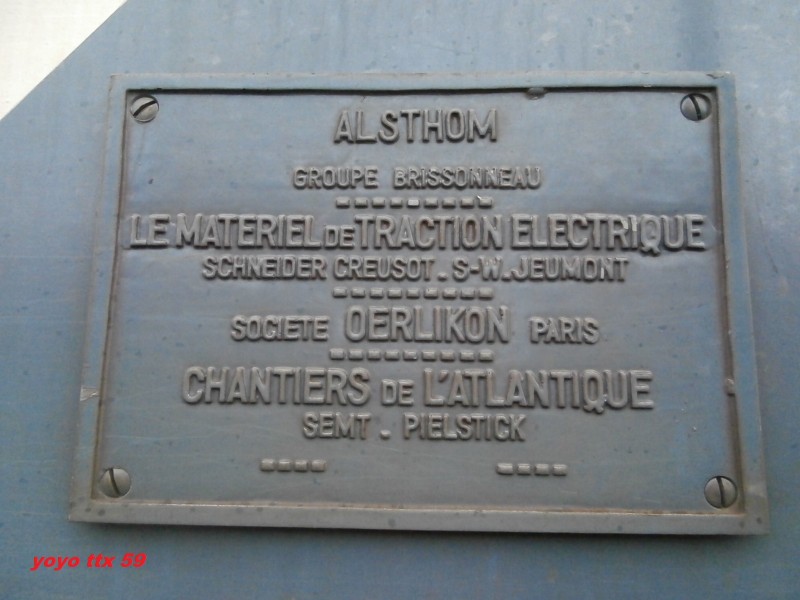 ALSTHOM
GROUPE BRISSONNEAU
LE MATERIEL DE TRACTION ELECTRIQUE
SCHNEIDER CREUSOT. S-W. JEUMONT
SOCIETE OERLIKON PARIS
CHANTIERS DE L'ATLANTIQUE
SEMT . PIELSTICK
yoyo ttx 59